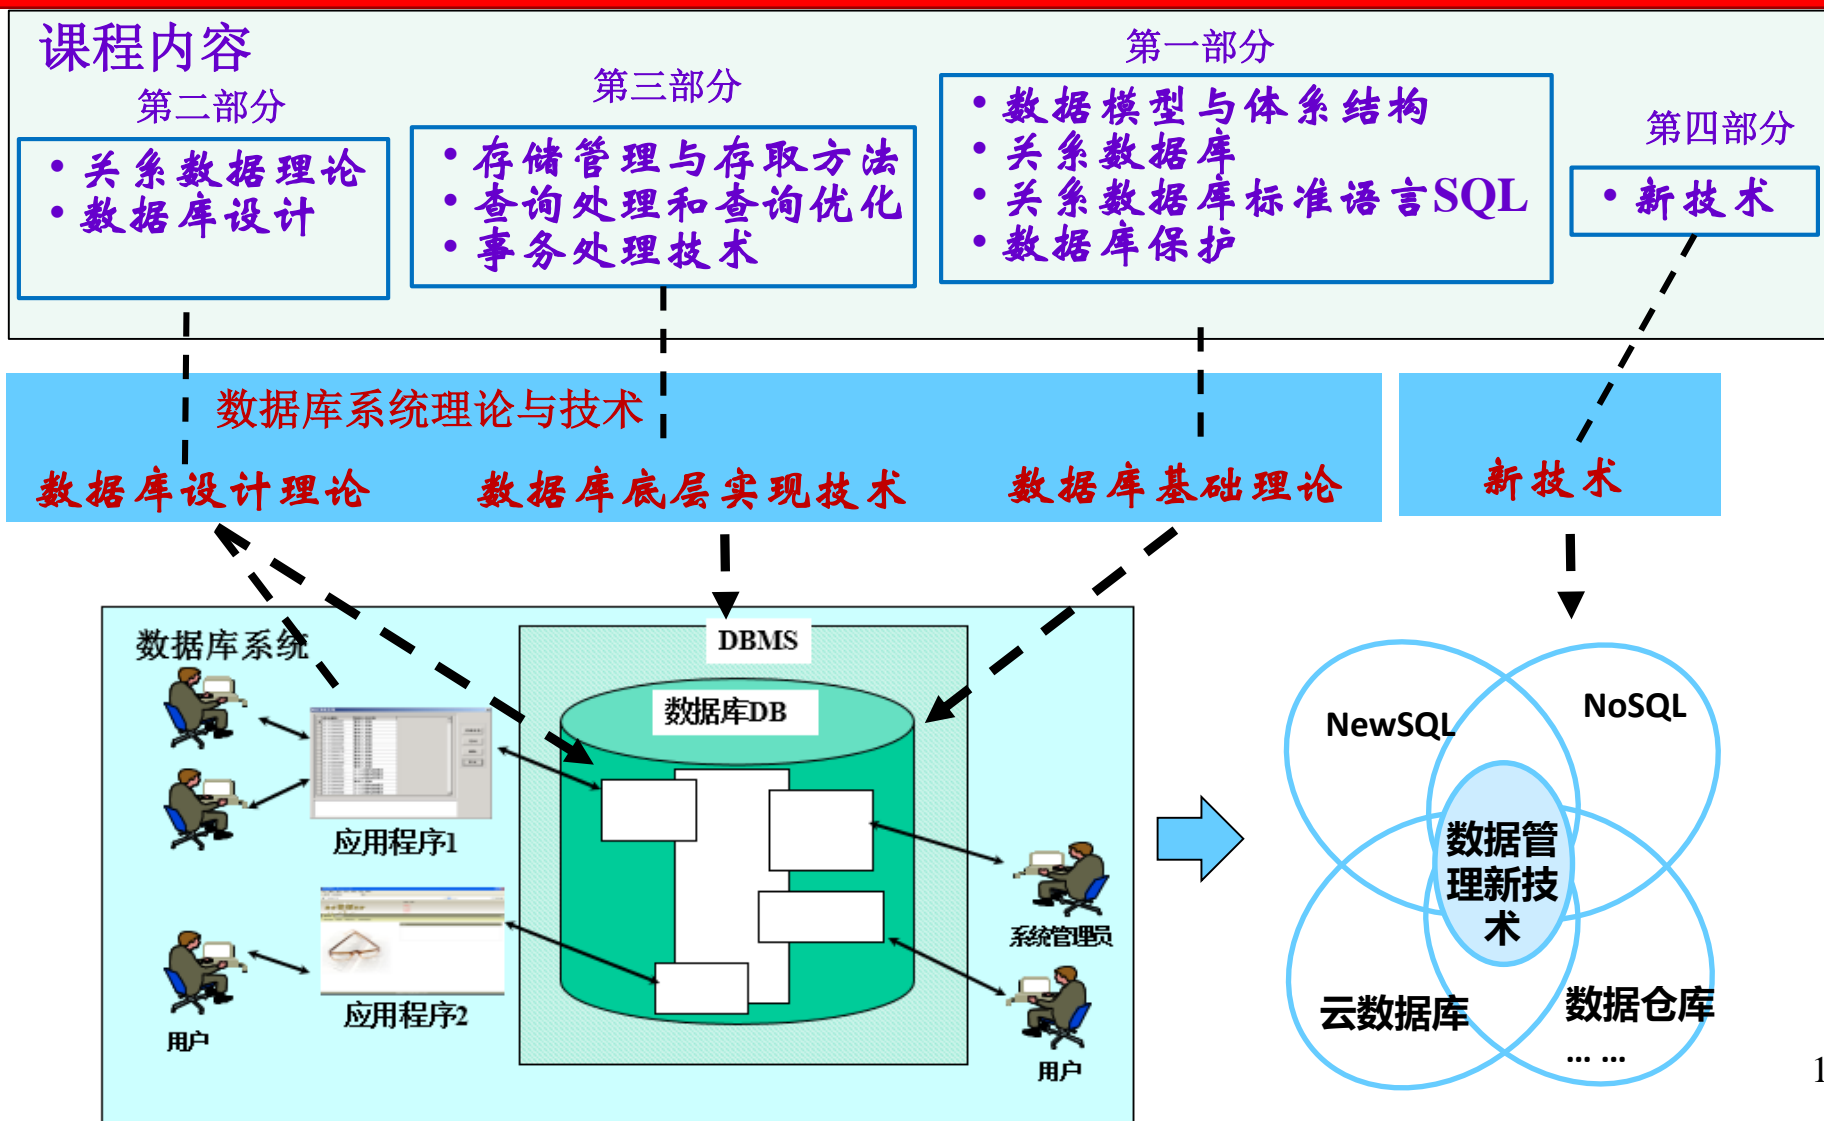 课程内容
第二部分
• 关系数据理论
• 数据库设计
第三部分
• 存储管理与存取方法
• 查询处理和查询优化
• 事务处理技术
第一部分
• 数据模型与体系结构
• 关系数据库
• 关系数据库标准语言SQL
• 数据库保护
第四部分
• 新技术
数据库系统理论与技术
数据库设计理论
数据库底层实现技术
数据库基础理论
新技术
数据库系统
DBMS
数据库DB
应用程序1
应用程序2
用户
系统管理员
用户
NewSQL
NoSQL
数据管
理新技
术
云数据库
数据仓库
... ...
1